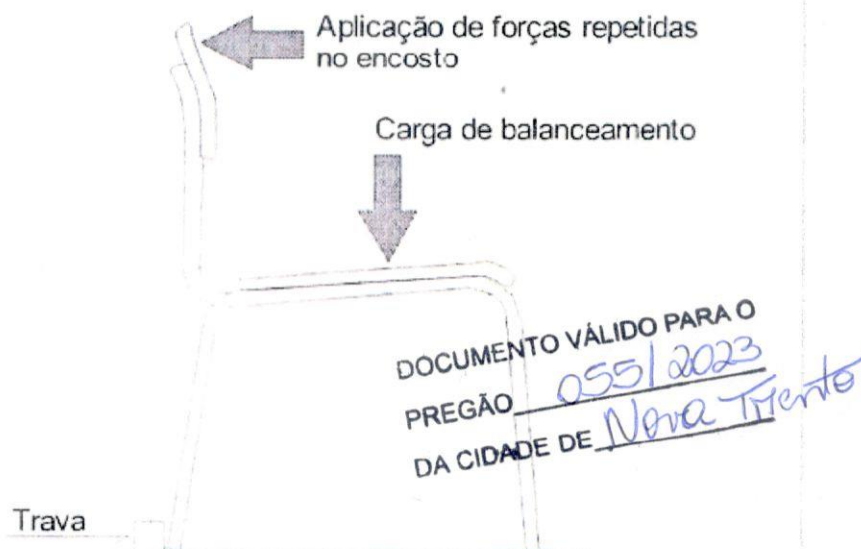 Aplicação de forças repetidas
no encosto
Carga de balanceamento
DOCUMENTO VÁLIDO PARA O
PREGÃO 055/2023
DA CIDADE DE Nova Trento
Trava